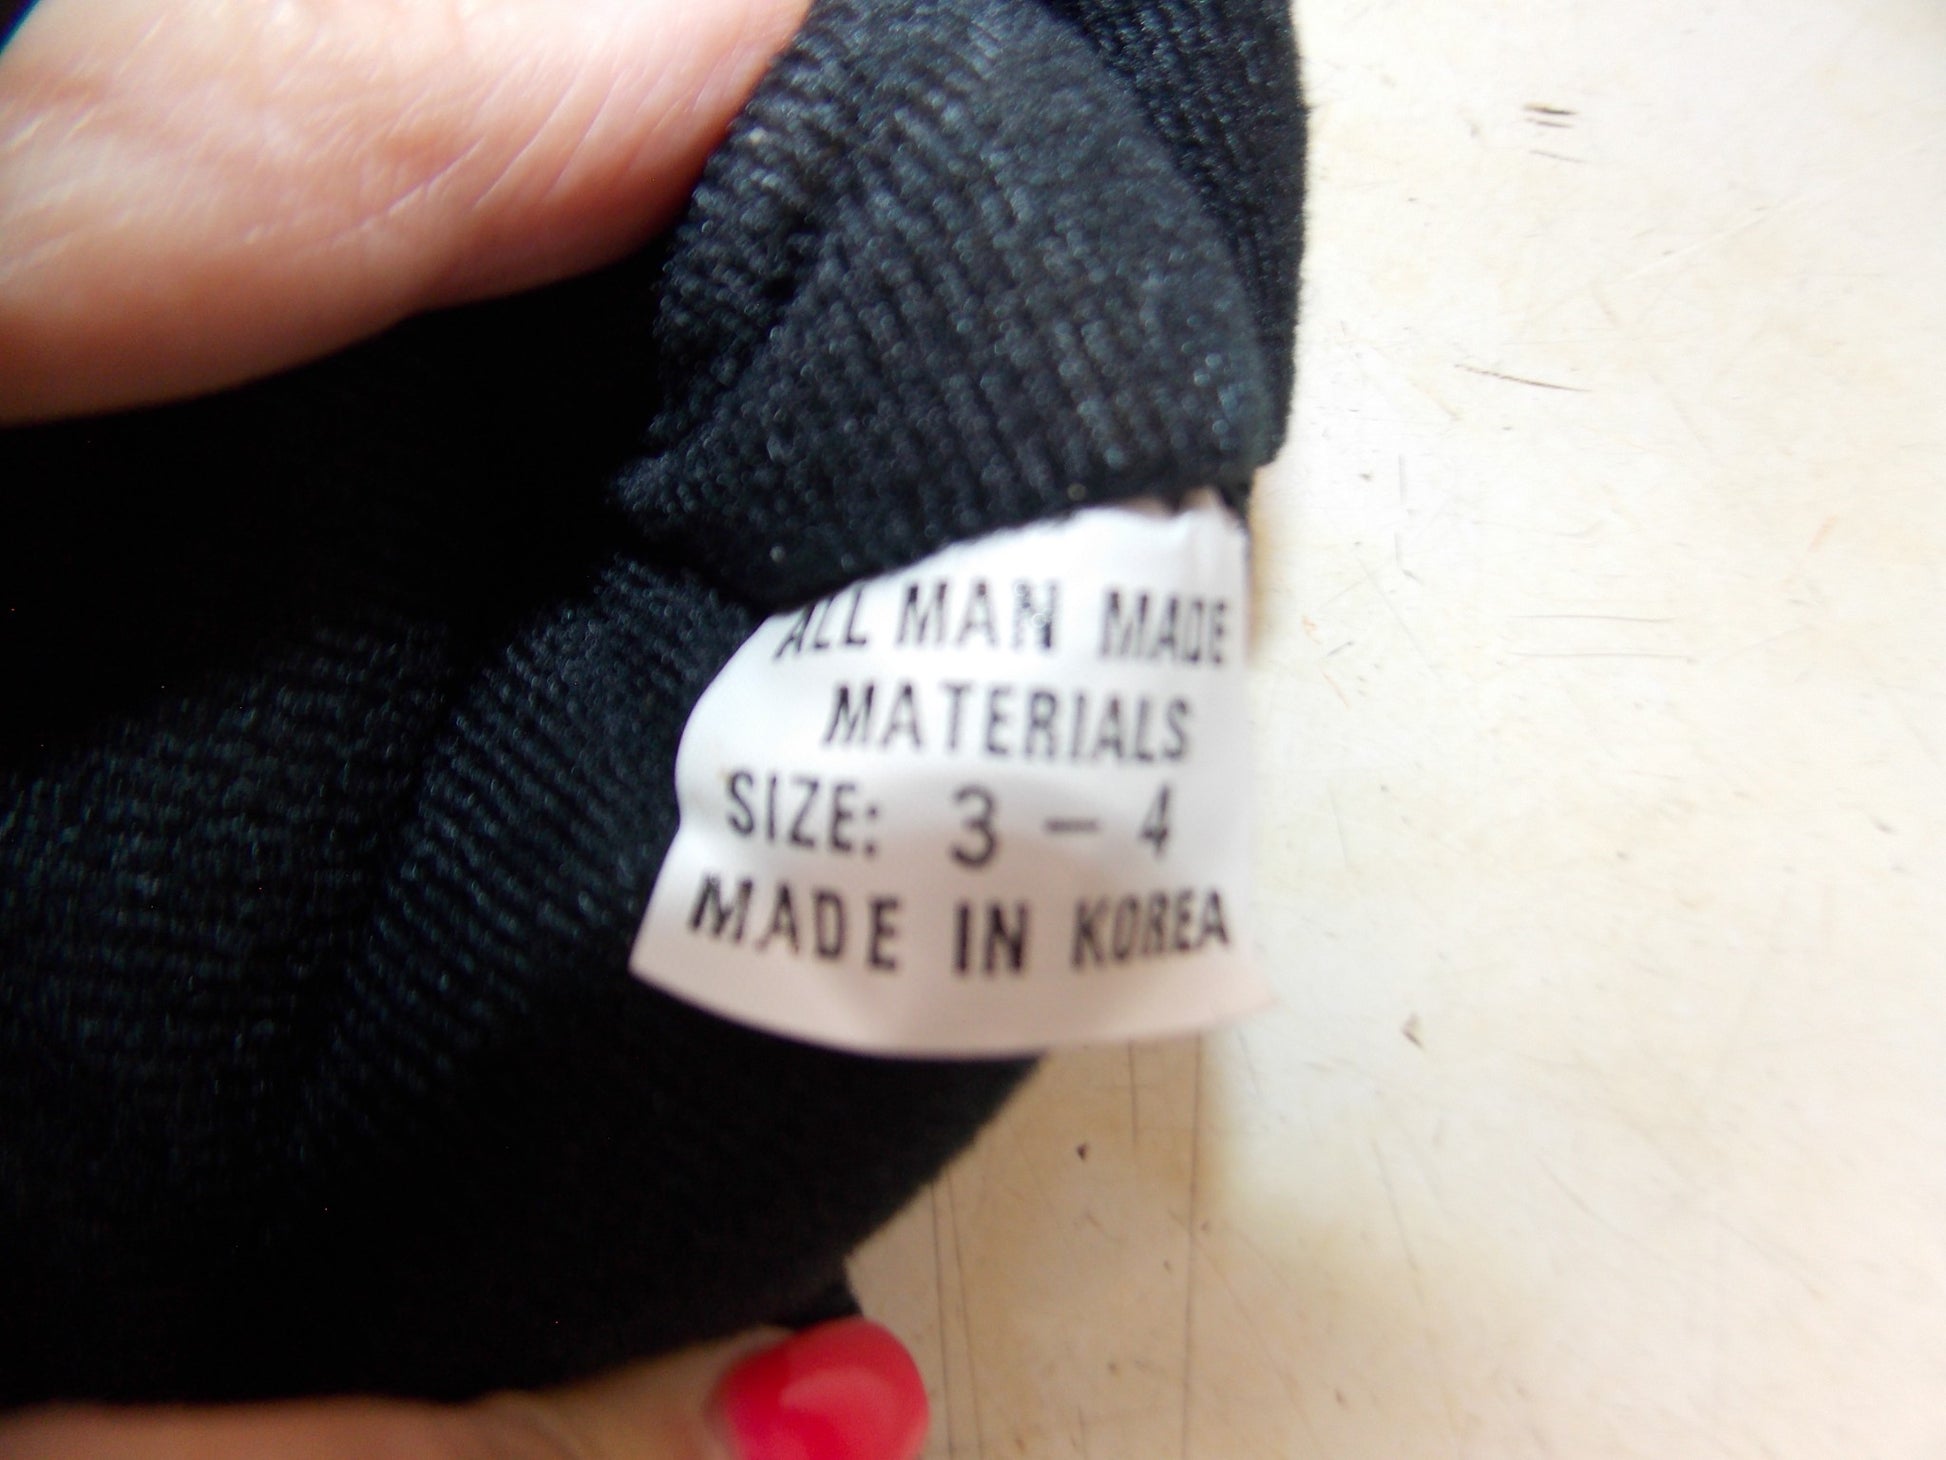 ALL MAN MADE
MATERIALS
SIZE: 3 - 4
MADE IN KOREA